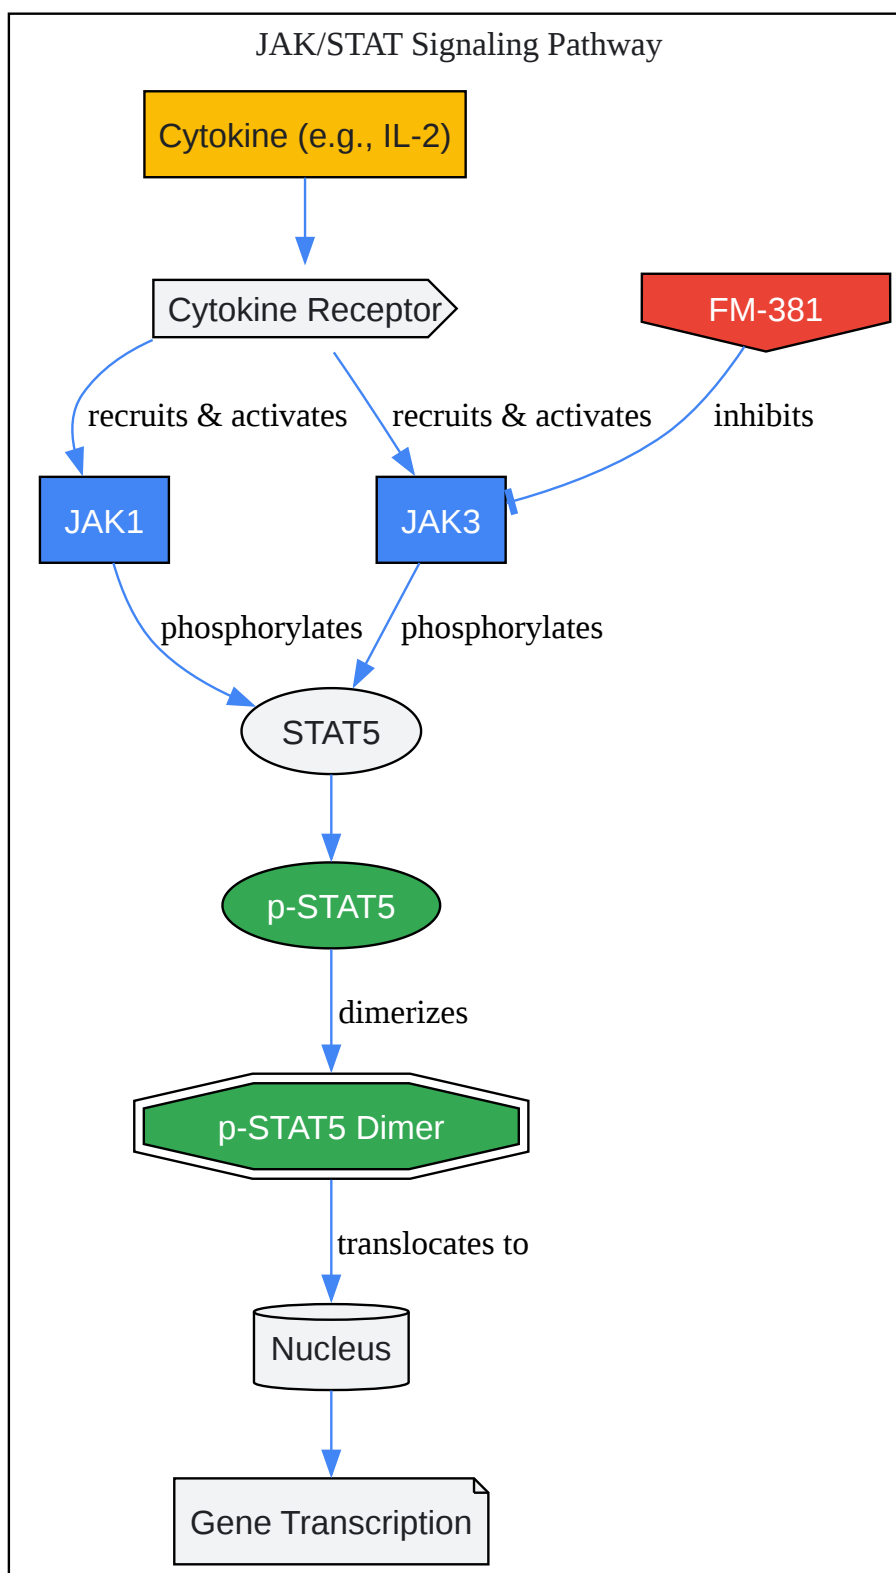 JAK/STAT Signaling Pathway
Cytokine (e.g., IL-2)
Cytokine Receptor
FM-381
recruits & activates
recruits & activates
inhibits
JAK1
JAK3
phosphorylates
phosphorylates
STAT5
p-STAT5
dimerizes
p-STAT5 Dimer
translocates to
Nucleus
Gene Transcription